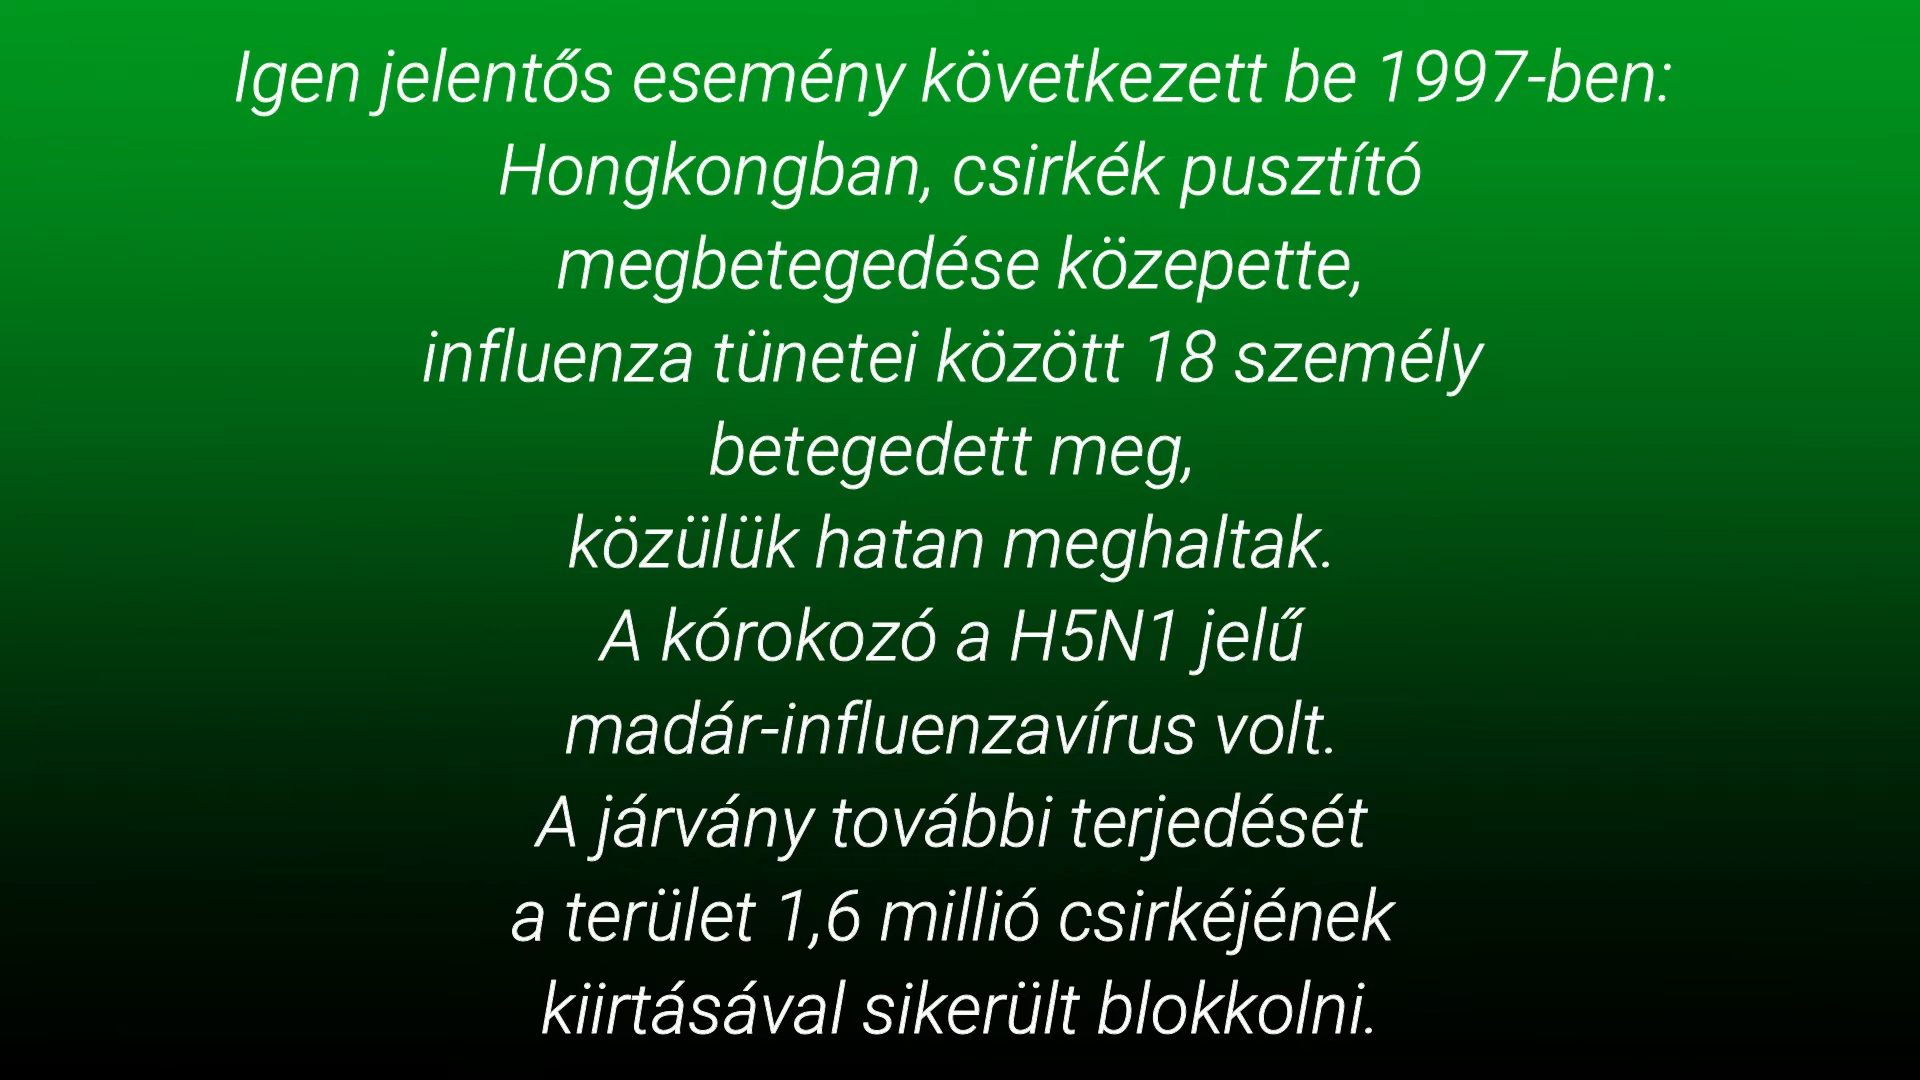 Igen jelentős esemény következett be 1997-ben:
Hongkongban, csirkék pusztító
megbetegedése közepette,
influenza tünetei között 18 személy
betegedett meg,
közülük hatan meghaltak.
A kórokozó a H5N1 jelű
madár-influenzavírus volt.
A járvány további terjedését
a terület 1,6 millió csirkéjének
kiirtásával sikerült blokkolni.